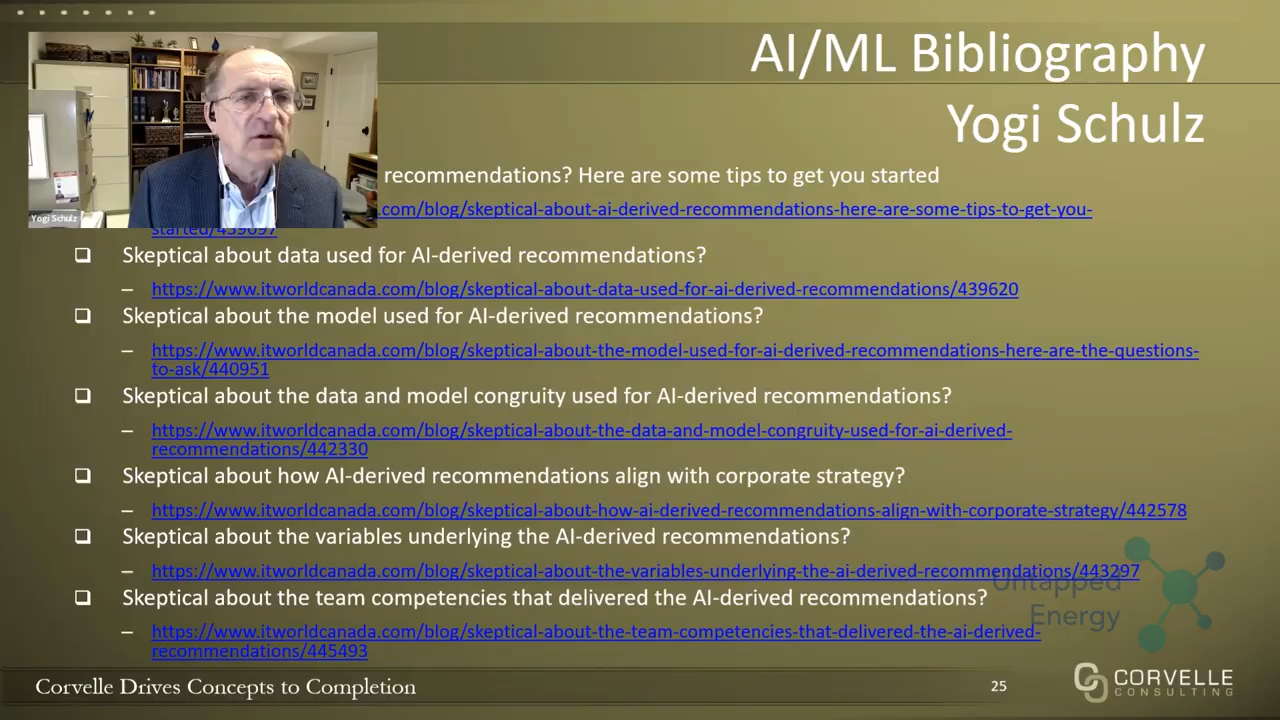 AI/ML Bibliography
Yogi Schulz
Yogi Schulz
recommendations? Here are some tips to get you started
.com/blog/skeptical-about-ai-derived-recommendations-here-are-some-tips-to-get-you-
started/439097
❑ Skeptical about data used for AI-derived recommendations?
– https://www.itworldcanada.com/blog/skeptical-about-data-used-for-ai-derived-recommendations/439620
❑ Skeptical about the model used for AI-derived recommendations?
– https://www.itworldcanada.com/blog/skeptical-about-the-model-used-for-ai-derived-recommendations-here-are-the-questions-
to-ask/440951
❑ Skeptical about the data and model congruity used for AI-derived recommendations?
– https://www.itworldcanada.com/blog/skeptical-about-the-data-and-model-congruity-used-for-ai-derived-
recommendations/442330
❑ Skeptical about how AI-derived recommendations align with corporate strategy?
– https://www.itworldcanada.com/blog/skeptical-about-how-ai-derived-recommendations-align-with-corporate-strategy/442578
❑ Skeptical about the variables underlying the AI-derived recommendations?
– https://www.itworldcanada.com/blog/skeptical-about-the-variables-underlying-the-ai-derived-recommendations/443297
❑ Skeptical about the team competencies that delivered the AI-derived recommendations?
– https://www.itworldcanada.com/blog/skeptical-about-the-team-competencies-that-delivered-the-ai-derived-
recommendations/445493
Untapped
Energy
Corvelle Drives Concepts to Completion
25
CORVELLE
CONSULTING